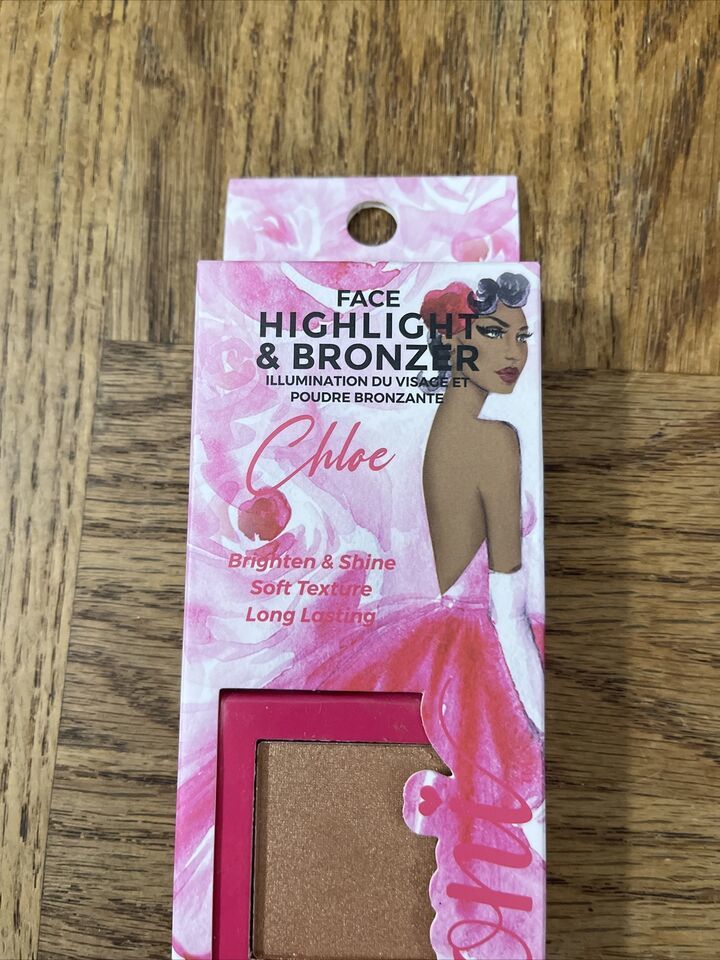 FACE
HIGHLIGHT
& BRONZER
ILLUMINATION DU VISAGE ET
POUDRE BRONZANTE
Chloe
Brighten & Shine
Soft Texture
Long Lasting